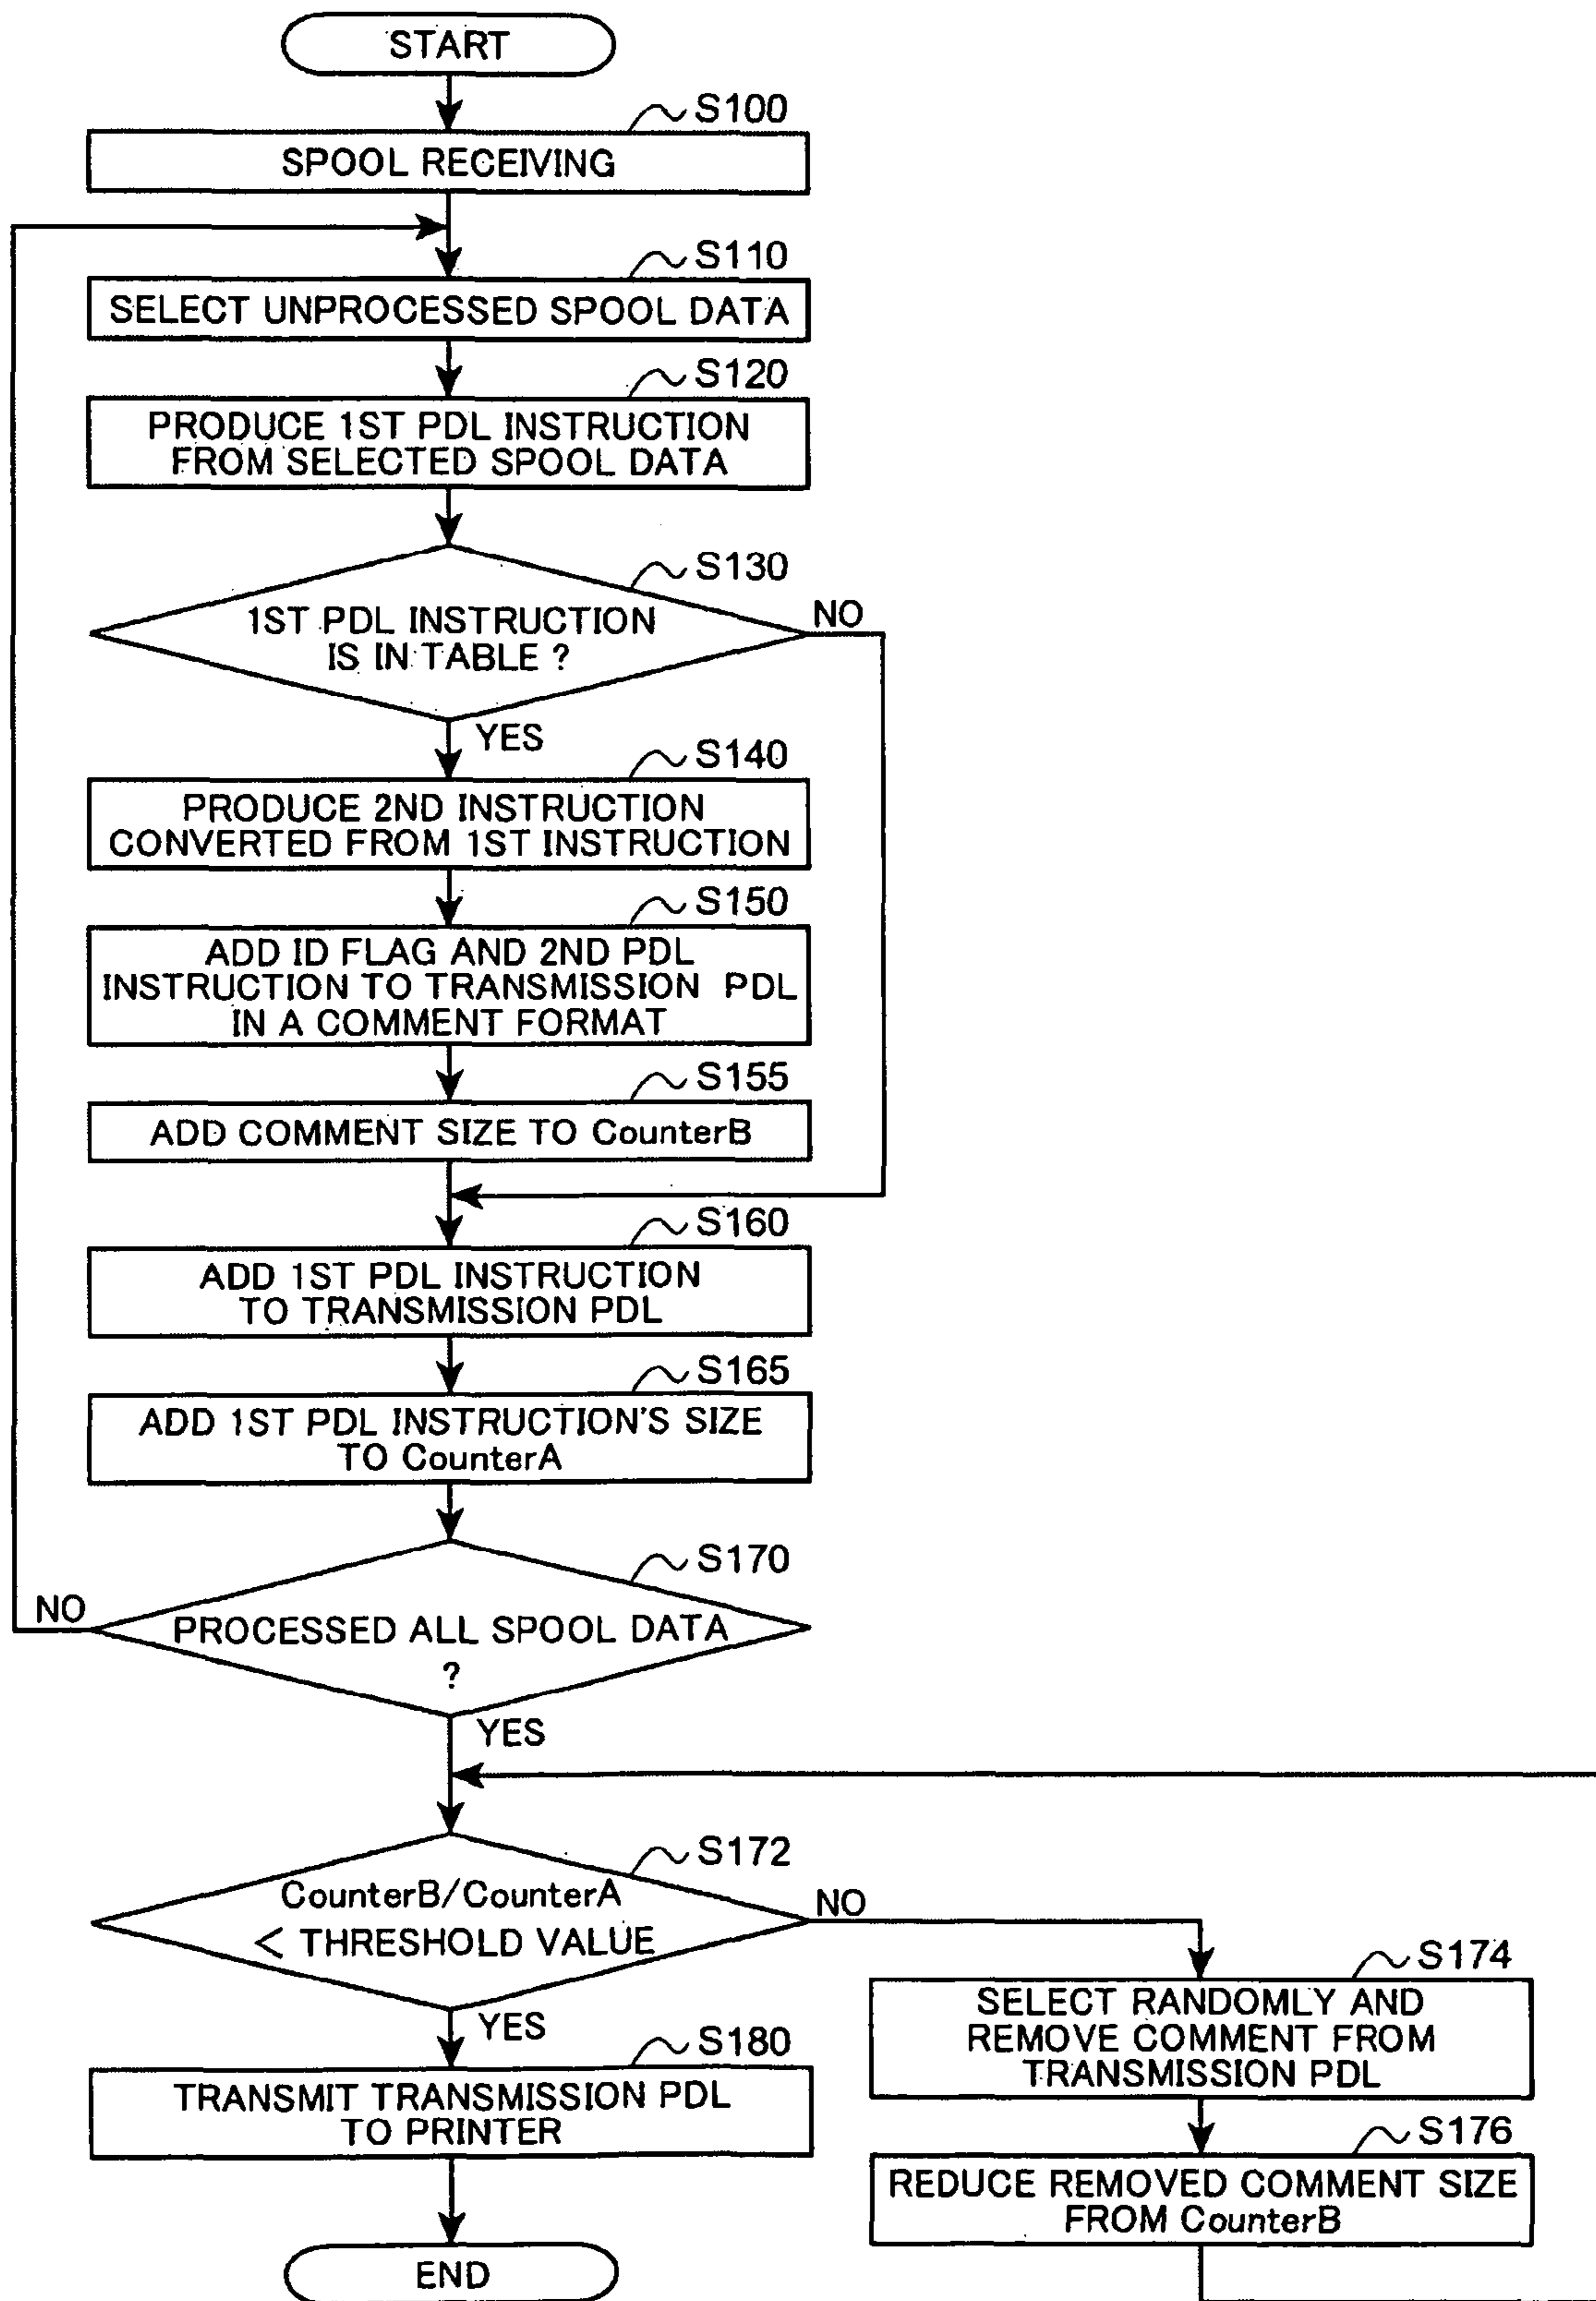 START
S100
SPOOL RECEIVING
S110
SELECT UNPROCESSED SPOOL DATA
S120
PRODUCE 1ST PDL INSTRUCTION
FROM SELECTED SPOOL DATA
S130
1ST PDL INSTRUCTION
IS IN TABLE ?
NO
YES
S140
PRODUCE 2ND INSTRUCTION
CONVERTED FROM 1ST INSTRUCTION
S150
ADD ID FLAG AND 2ND PDL
INSTRUCTION TO TRANSMISSION PDL
IN A COMMENT FORMAT
S155
ADD COMMENT SIZE TO CounterB
S160
ADD 1ST PDL INSTRUCTION
TO TRANSMISSION PDL
S165
ADD 1ST PDL INSTRUCTION'S SIZE
TO CounterA
S170
NO
PROCESSED ALL SPOOL DATA
?
YES
S172
CounterB/CounterA
< THRESHOLD VALUE
NO
YES
S174
SELECT RANDOMLY AND
REMOVE COMMENT FROM
TRANSMISSION PDL
S180
TRANSMIT TRANSMISSION PDL
TO PRINTER
S176
REDUCE REMOVED COMMENT SIZE
FROM CounterB
END